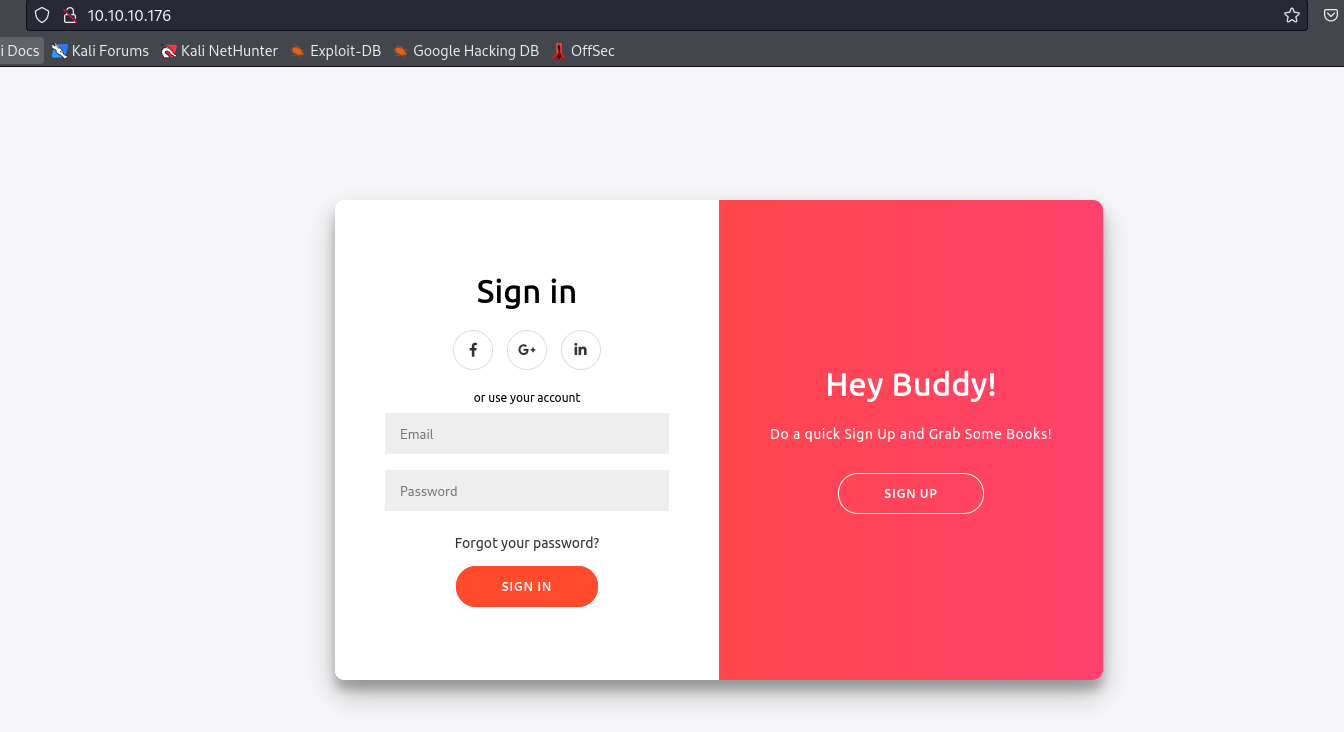 10.10.10.176
i Docs Kali Forums Kali NetHunter Exploit-DB Google Hacking DB OffSec
Sign in
f G+ in
or use your account
Email
Password
Forgot your password?
SIGN IN
Hey Buddy!
Do a quick Sign Up and Grab Some Books!
SIGN UP